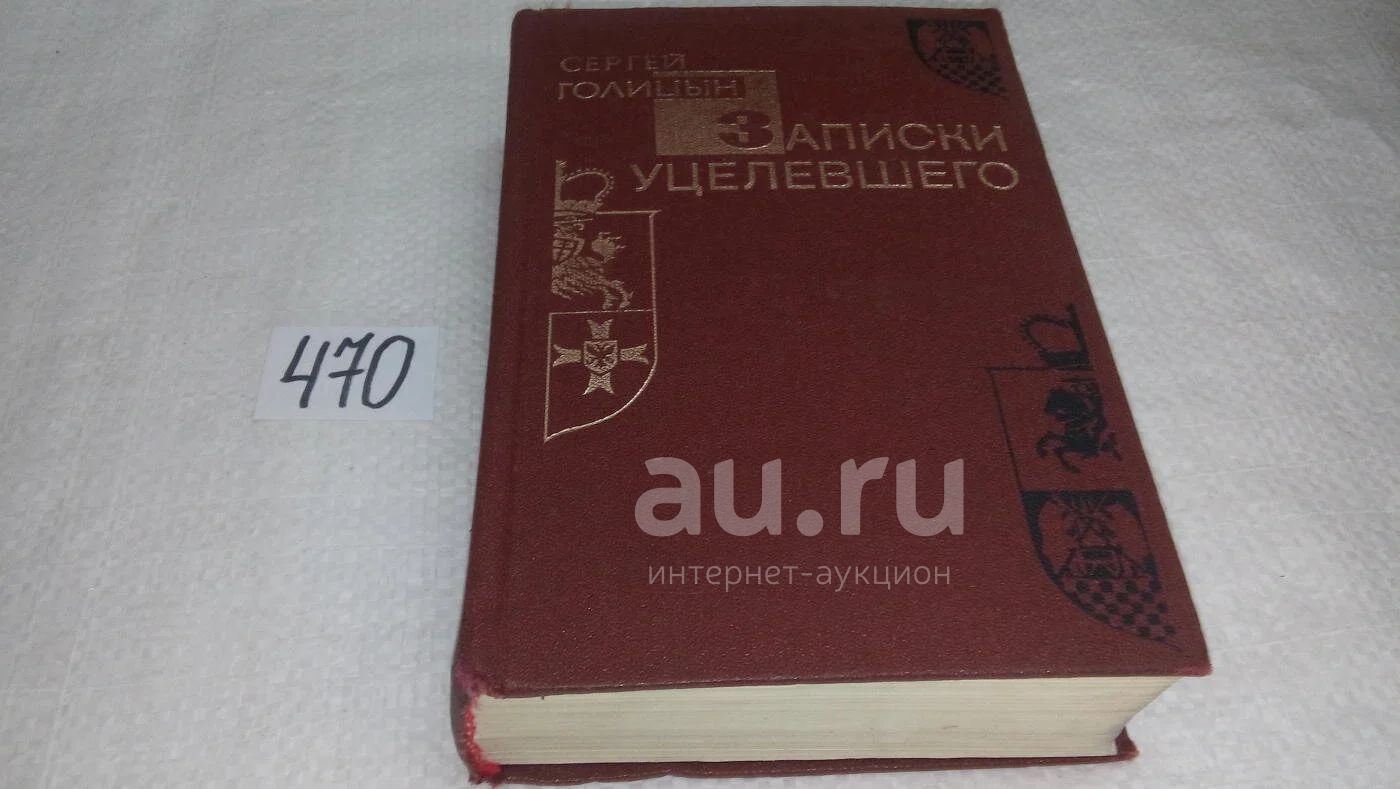 СЕРГЕЙ
ГОЛИЦЫН
ЗАПИСКИ
УЦЕЛЕВШЕГО
470
au.ru
интернет-аукцион